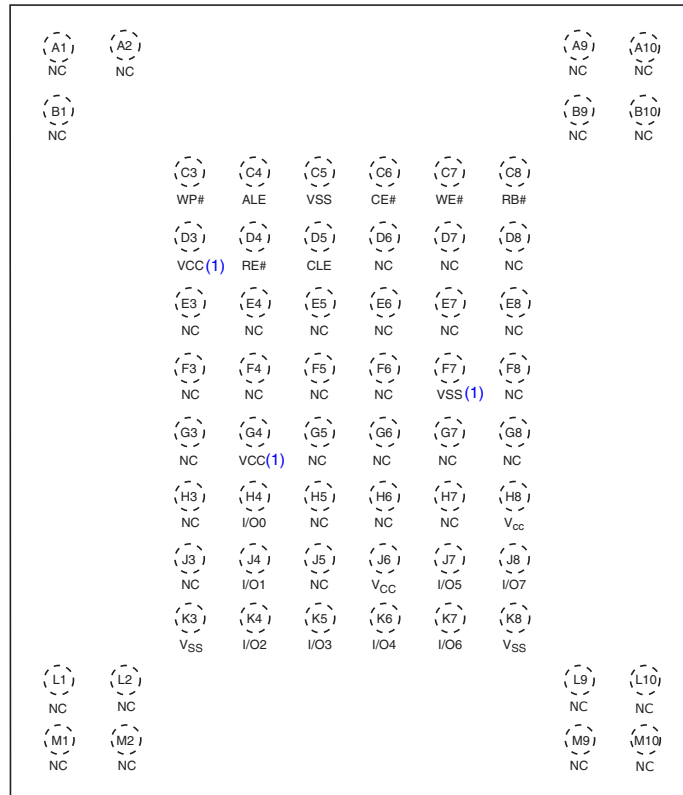 A1 A2 A9 A10
NC NC NC NC
B1 B9 B10
NC NC NC
C3 C4 C5 C6 C7 C8
WP# ALE VSS CE# WE# RB#
D3 D4 D5 D6 D7 D8
VCC(1) RE# CLE NC NC NC
E3 E4 E5 E6 E7 E8
NC NC NC NC NC NC
F3 F4 F5 F6 F7 F8
NC NC NC NC VSS(1) NC
G3 G4 G5 G6 G7 G8
NC VCC(1) NC NC NC NC
H3 H4 H5 H6 H7 H8
NC I/O0 NC NC NC Vcc
J3 J4 J5 J6 J7 J8
NC I/O1 NC VCC I/O5 I/O7
K3 K4 K5 K6 K7 K8
VSS I/O2 I/O3 I/O4 I/O6 VSS
L1 L2 L9 L10
NC NC NC NC
M1 M2 M9 M10
NC NC NC NC